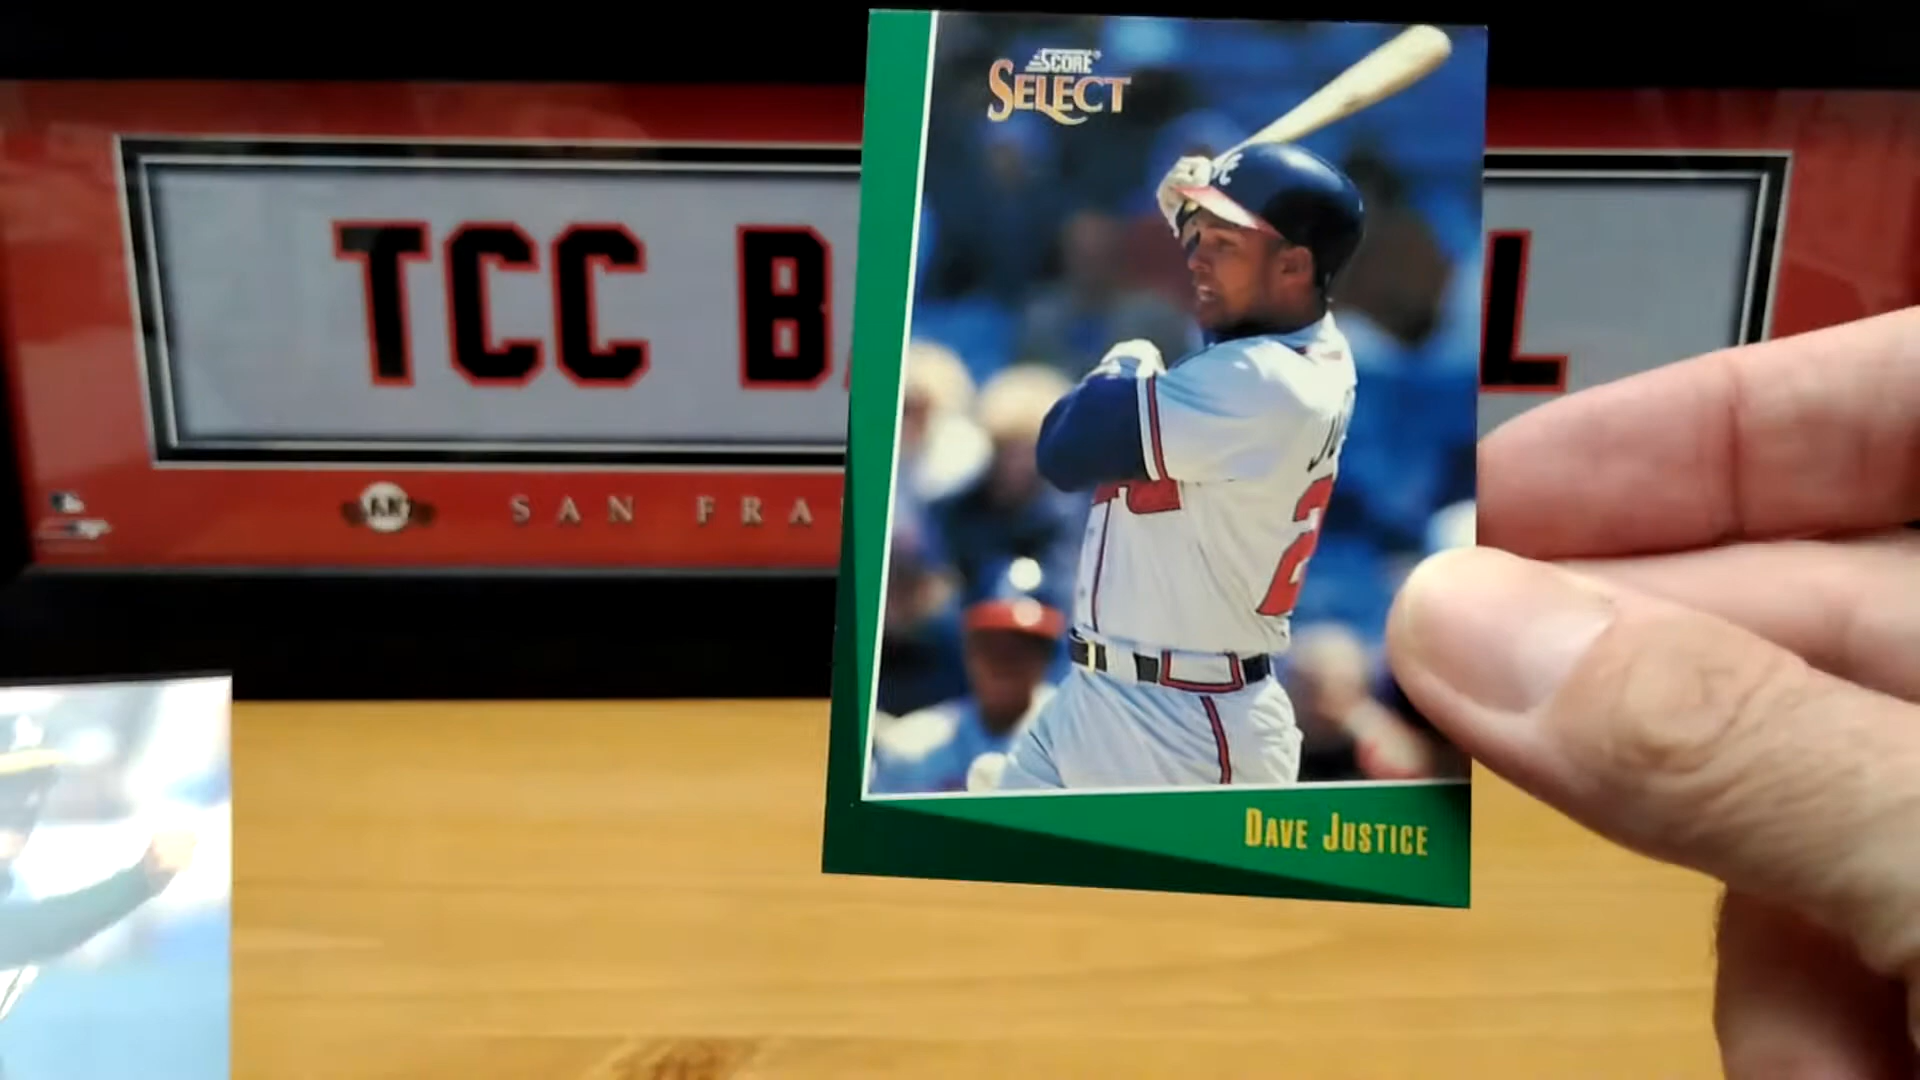 SCORE
SELECT
TCC B
L
SAN FRA
DAVE JUSTICE